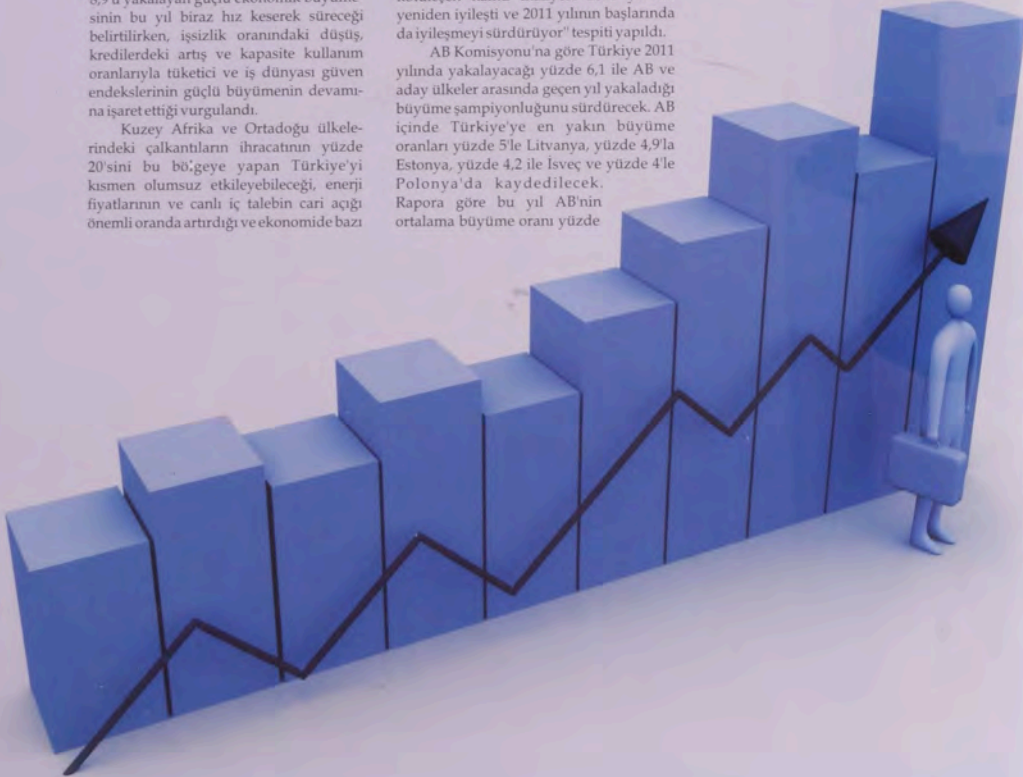 sinin bu yıl biraz hız keserek süreceği
belirtilirken, işsizlik oranındaki düşüş,
kredilerdeki artış ve kapasite kullanım
oranlarıyla tüketici ve iş dünyası güven
endekslerinin güçlü büyümenin devamı-
na işaret ettiği vurgulandı.
Kuzey Afrika ve Ortadoğu ülkele-
rindeki çalkantıların ihracatının yüzde
20'sini bu bölgeye yapan Türkiye'yi
kısmen olumsuz etkileyebileceği, enerji
fiyatlarının ve canlı iç talebin cari açığı
önemli oranda artırdığı ve ekonomide bazı
yeniden iyileşti ve 2011 yılının başlarında
da iyileşmeyi sürdürüyor" tespiti yapıldı.
AB Komisyonu'na göre Türkiye 2011
yılında yakalayacağı yüzde 6,1 ile AB ve
aday ülkeler arasında geçen yıl yakaladığı
büyüme şampiyonluğunu sürdürecek. AB
içinde Türkiye'ye en yakın büyüme
oranları yüzde 5'le Litvanya, yüzde 4,9'la
Estonya, yüzde 4,2 ile İsveç ve yüzde 4'le
Polonya'da kaydedilecek.
Rapora göre bu yıl AB'nin
ortalama büyüme oranı yüzde